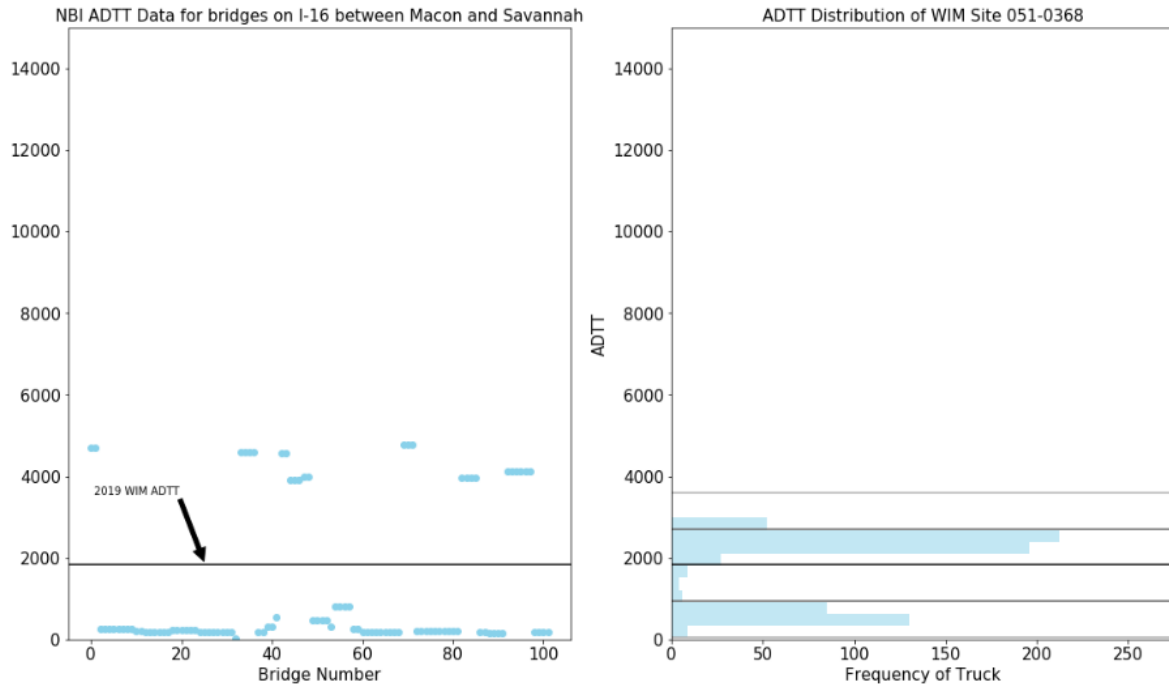 NBI ADTT Data for bridges on I-16 between Macon and Savannah
14000
12000
10000
8000
6000
4000
2000
0
2019 WIM ADTT
0 20 40 60 80 100
Bridge Number
ADTT Distribution of WIM Site 051-0368
ADTT
14000
12000
10000
8000
6000
4000
2000
0
0 50 100 150 200 250
Frequency of Truck